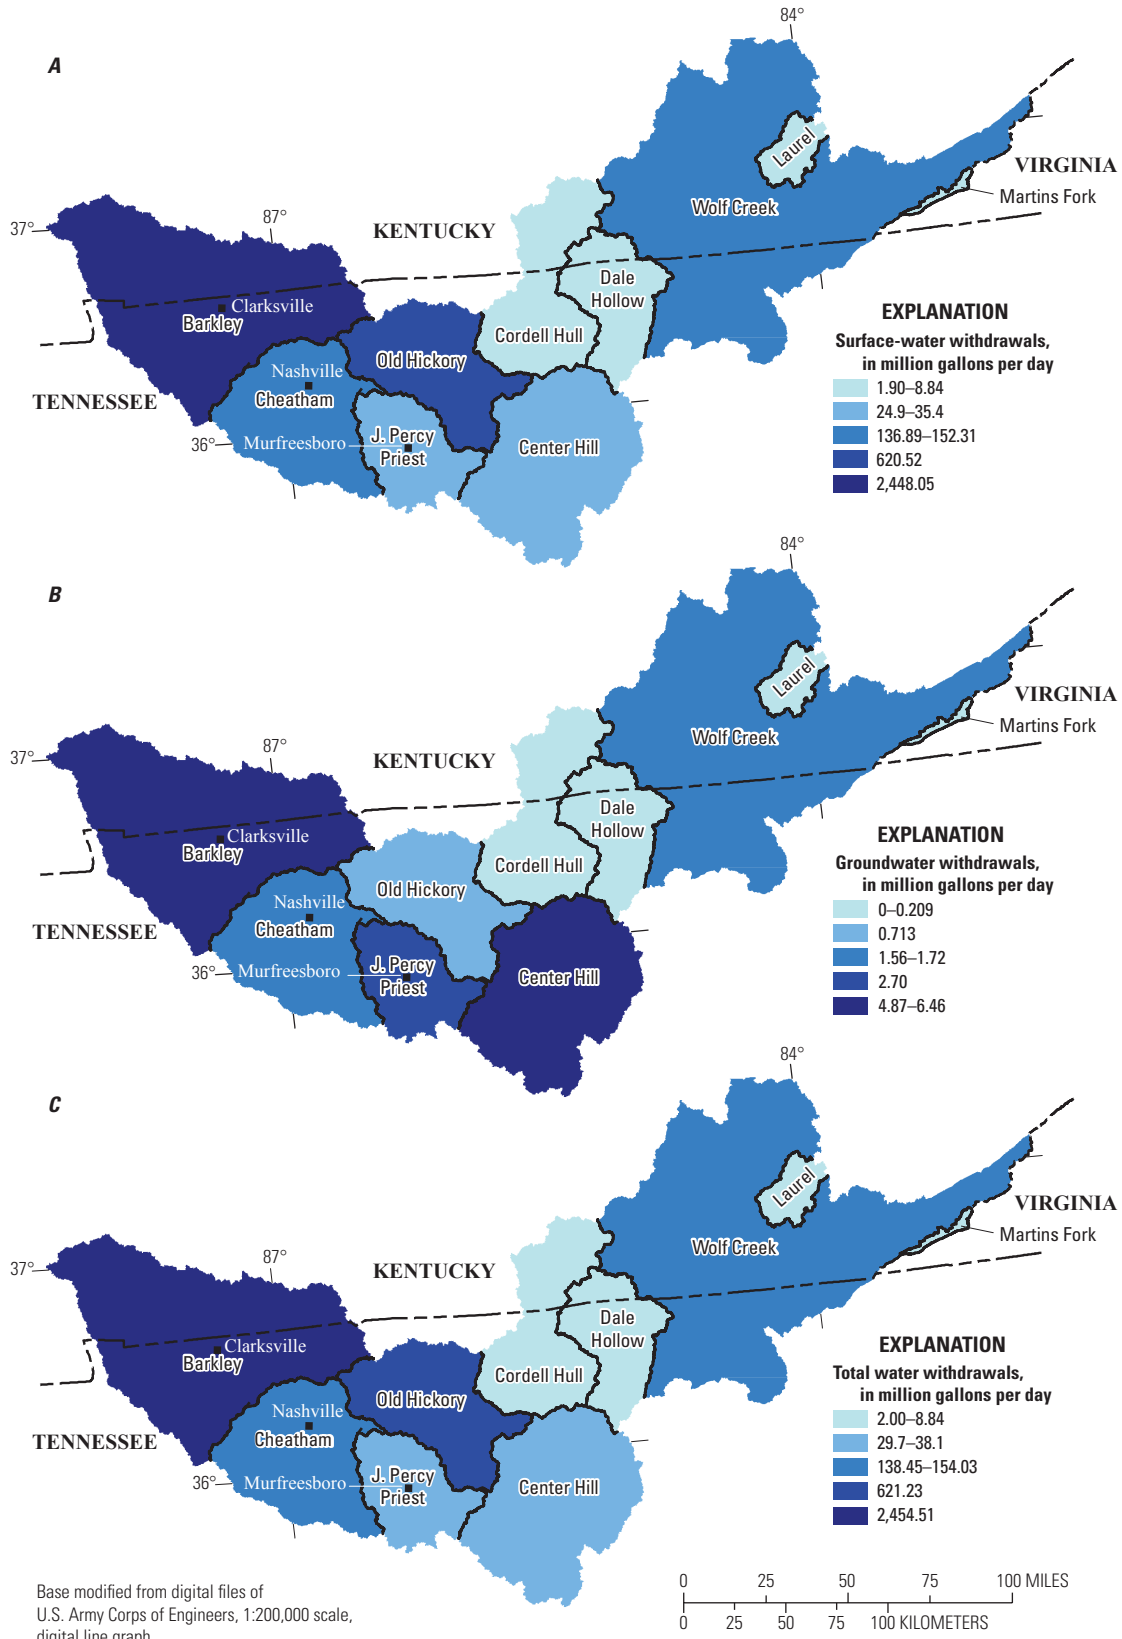 84°
A
VIRGINIA
Laurel
Martins Fork
Wolf Creek
37°
87°
KENTUCKY
Dale
Hollow
Clarksville
Barkley
Cordell Hull
Old Hickory
Nashville
Cheatham
TENNESSEE
36°
Murfreesboro
J. Percy
Priest
Center Hill
EXPLANATION
Surface-water withdrawals,
in million gallons per day
1.90–8.84
24.9–35.4
136.89–152.31
620.52
2,448.05
84°
B
VIRGINIA
Laurel
Martins Fork
Wolf Creek
37°
87°
KENTUCKY
Dale
Hollow
Clarksville
Barkley
Cordell Hull
Old Hickory
Nashville
Cheatham
TENNESSEE
36°
Murfreesboro
J. Percy
Priest
Center Hill
EXPLANATION
Groundwater withdrawals,
in million gallons per day
0–0.209
0.713
1.56–1.72
2.70
4.87–6.46
84°
C
VIRGINIA
Laurel
Martins Fork
Wolf Creek
37°
87°
KENTUCKY
Dale
Hollow
Clarksville
Barkley
Cordell Hull
Old Hickory
Nashville
Cheatham
TENNESSEE
36°
Murfreesboro
J. Percy
Priest
Center Hill
EXPLANATION
Total water withdrawals,
in million gallons per day
2.00–8.84
29.7–38.1
138.45–154.03
621.23
2,454.51
Base modified from digital files of
U.S. Army Corps of Engineers, 1:200,000 scale,
digital line graph
0 25 50 75 100 MILES
0 25 50 75 100 KILOMETERS